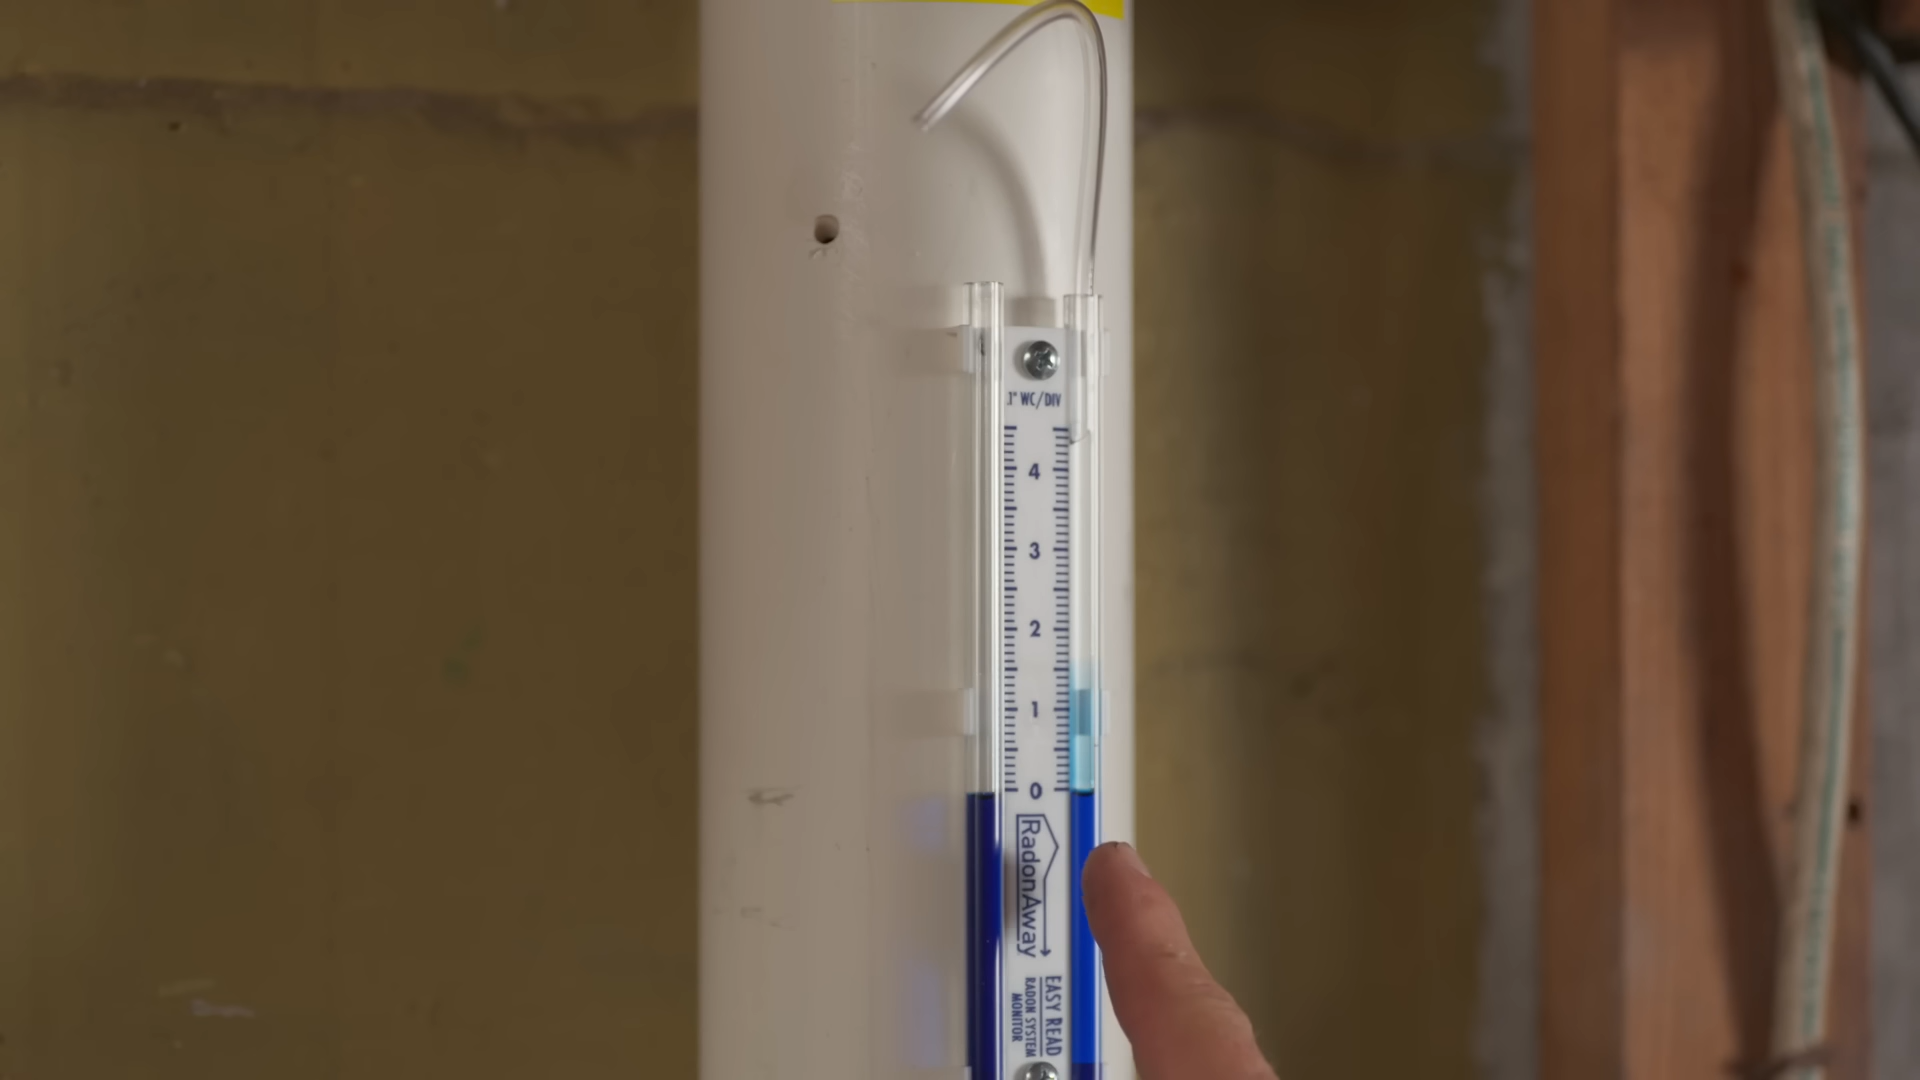 .1" WC/DIV
4
3
2
1
0
RadonAway
EASY READ
RADON SYSTEM
MONITOR